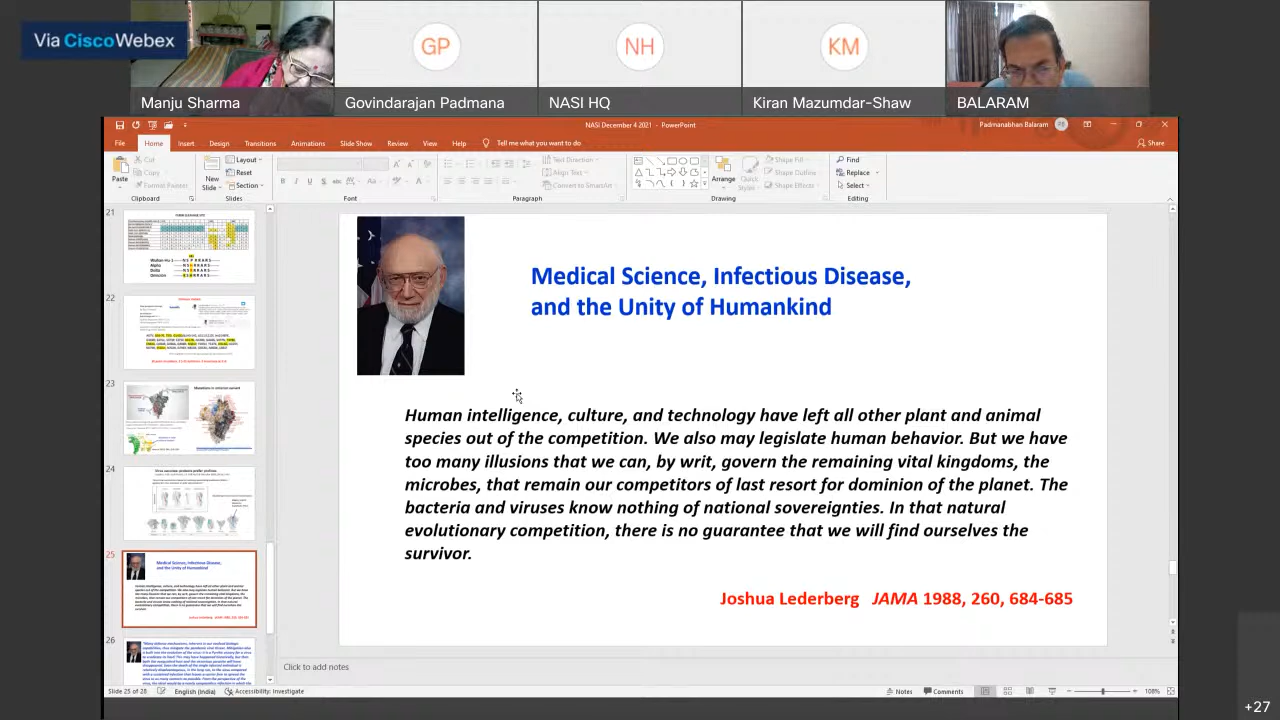 Via Cisco Webex
GP
NH
KM
Manju Sharma
Govindarajan Padmana
NASI HQ
Kiran Mazumdar-Shaw
BALARAM
NASI December 4 2021 - PowerPoint
Padmanabhan Balaram
PB
File
Home
Insert
Design
Transitions
Animations
Slide Show
Review
View
Help
Tell me what you want to do
Share
Paste
Cut
Copy
Format Painter
Clipboard
New
Slide
Layout
Reset
Section
Slides
Font
Paragraph
Text Direction
Align Text
Convert to SmartArt
Arrange
Quick
Styles
Shape Fill
Shape Outline
Shape Effects
Drawing
Find
Replace
Select
Editing
21
22
23
24
25
Medical Science, Infectious Disease,
and the Unity of Humankind
26
Medical Science, Infectious Disease,
and the Unity of Humankind
Human intelligence, culture, and technology have left all other plant and animal
species out of the competition. We also may legislate human behavior. But we have
too many illusions that we can, by writ, govern the remaining vital kingdoms, the
microbes, that remain our competitors of last resort for dominion of the planet. The
bacteria and viruses know nothing of national sovereignties. In that natural
evolutionary competition, there is no guarantee that we will find ourselves the
survivor.
Joshua Lederberg JAMA 1988, 260, 684-685
Click to add notes
Slide 25 of 28
English (India)
Accessibility: Investigate
Notes
Comments
108%
+27